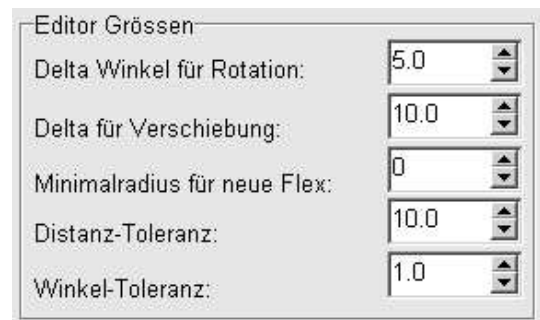 Editor Grössen
Delta Winkel für Rotation: 5.0
Delta für Verschiebung: 10.0
Minimalradius für neue Flex: 0
Distanz-Toleranz: 10.0
Winkel-Toleranz: 1.0